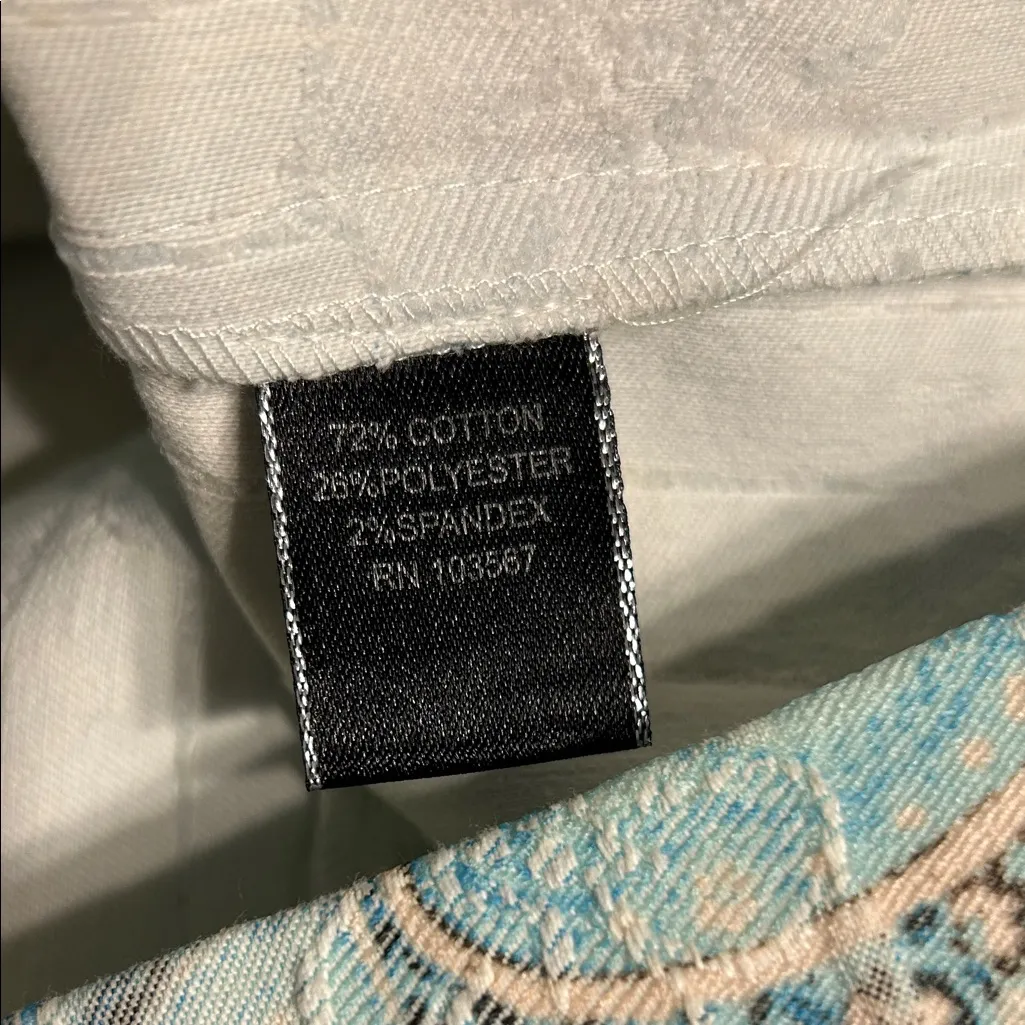 72% COTTON
26%POLYESTER
2%SPANDEX
RN 103567